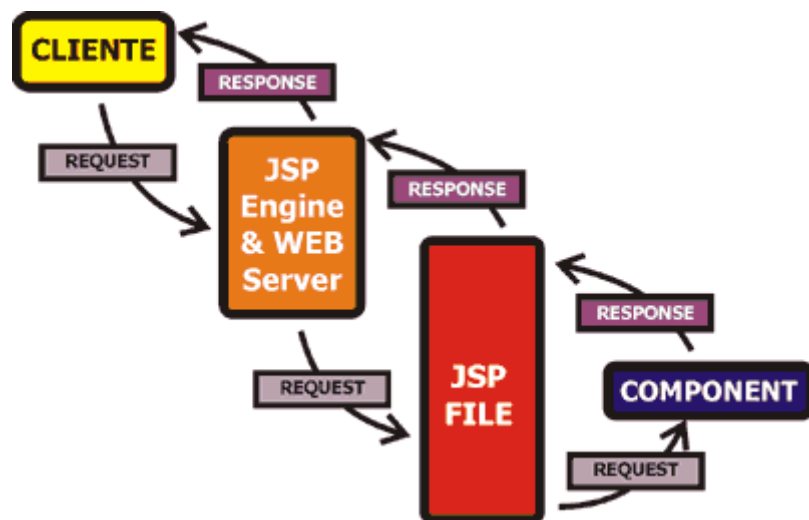 CLIENTE
RESPONSE
REQUEST
JSP
Engine
& WEB
Server
RESPONSE
REQUEST
JSP
FILE
RESPONSE
COMPONENT
REQUEST